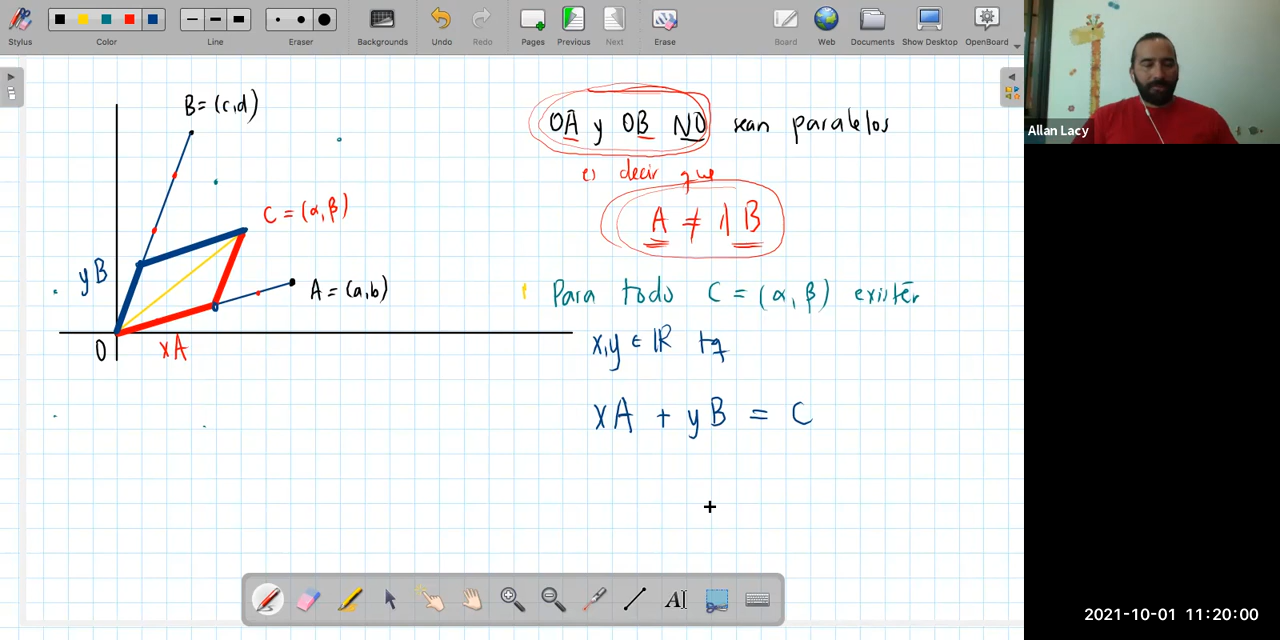 Stylus
Color
Line
Eraser
Backgrounds
Undo
Redo
Pages
Previous
Next
Erase
Board
Web
Documents
Show Desktop
OpenBoard
Allan Lacy
B = (c,d)
C = (α, β)
yB
A = (a,b)
O
xA
OA y OB NO sean paralelos
es decir que
A ≠ λ B
Para todo C = (α, β) existēr
x,y ∈ ℝ tq
xA + yB = C
A
2021-10-01 11:20:00